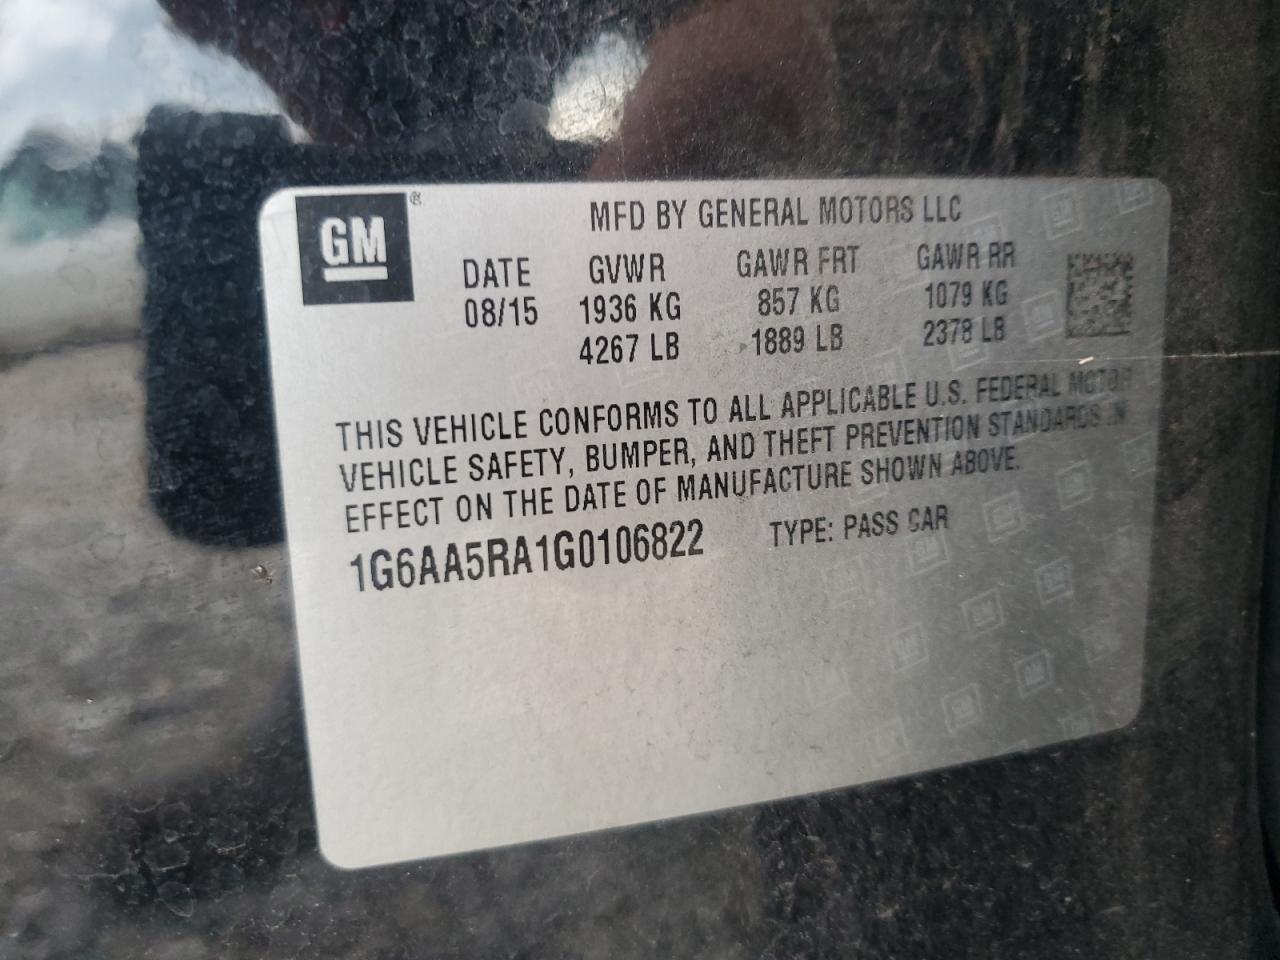 GM®
MFD BY GENERAL MOTORS LLC
DATE GVWR GAWR FRT GAWR RR
08/15 1936 KG 857 KG 1079 KG
4267 LB 1889 LB 2378 LB
THIS VEHICLE CONFORMS TO ALL APPLICABLE U.S. FEDERAL MOTOR
VEHICLE SAFETY, BUMPER, AND THEFT PREVENTION STANDARDS IN
EFFECT ON THE DATE OF MANUFACTURE SHOWN ABOVE.
1G6AA5RA1G0106822 TYPE: PASS CAR